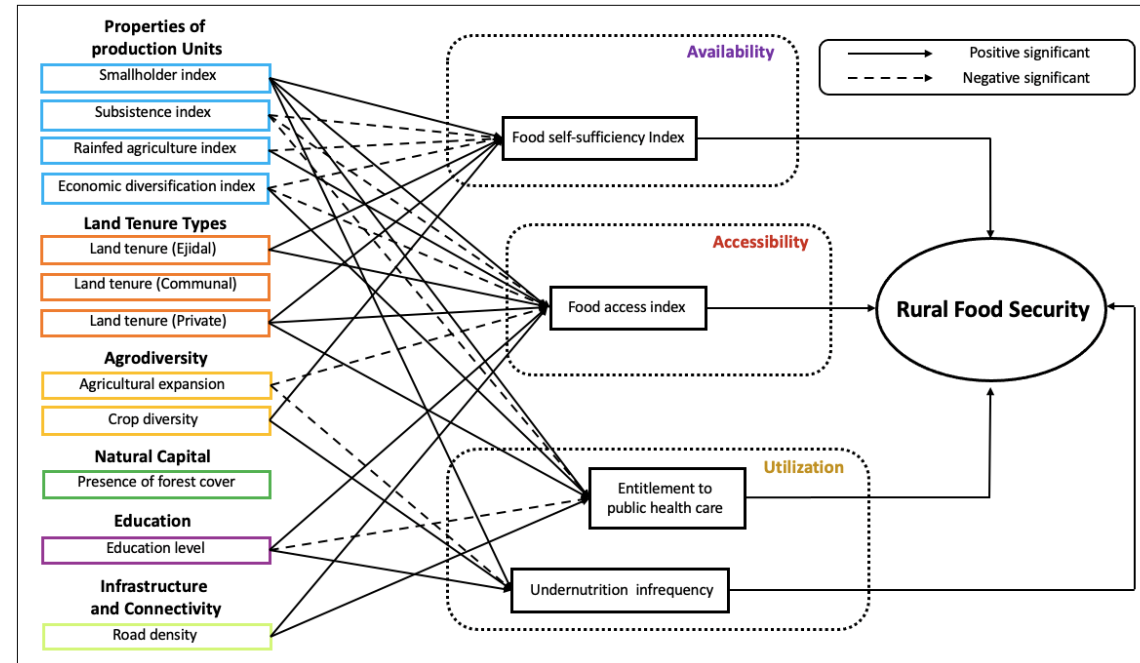 Properties of
production Units
Smallholder index
Subsistence index
Rainfed agriculture index
Economic diversification index
Land Tenure Types
Land tenure (Ejidal)
Land tenure (Communal)
Land tenure (Private)
Agrodiversity
Agricultural expansion
Crop diversity
Natural Capital
Presence of forest cover
Education
Education level
Infrastructure
and Connectivity
Road density
Availability
Food self-sufficiency Index
Accessibility
Food access index
Utilization
Entitlement to
public health care
Undernutrition infrequency
Positive significant
Negative significant
Rural Food Security